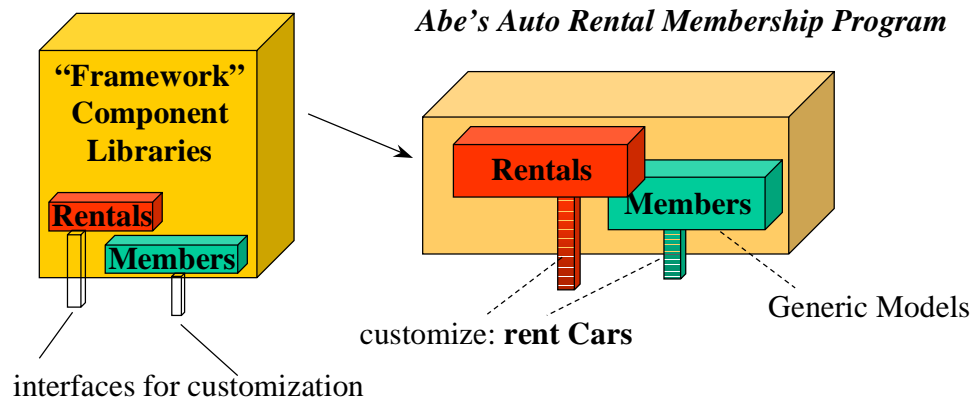 Abe's Auto Rental Membership Program
“Framework”
Component
Libraries
Rentals
Members
interfaces for customization
Rentals
Members
customize: rent Cars
Generic Models